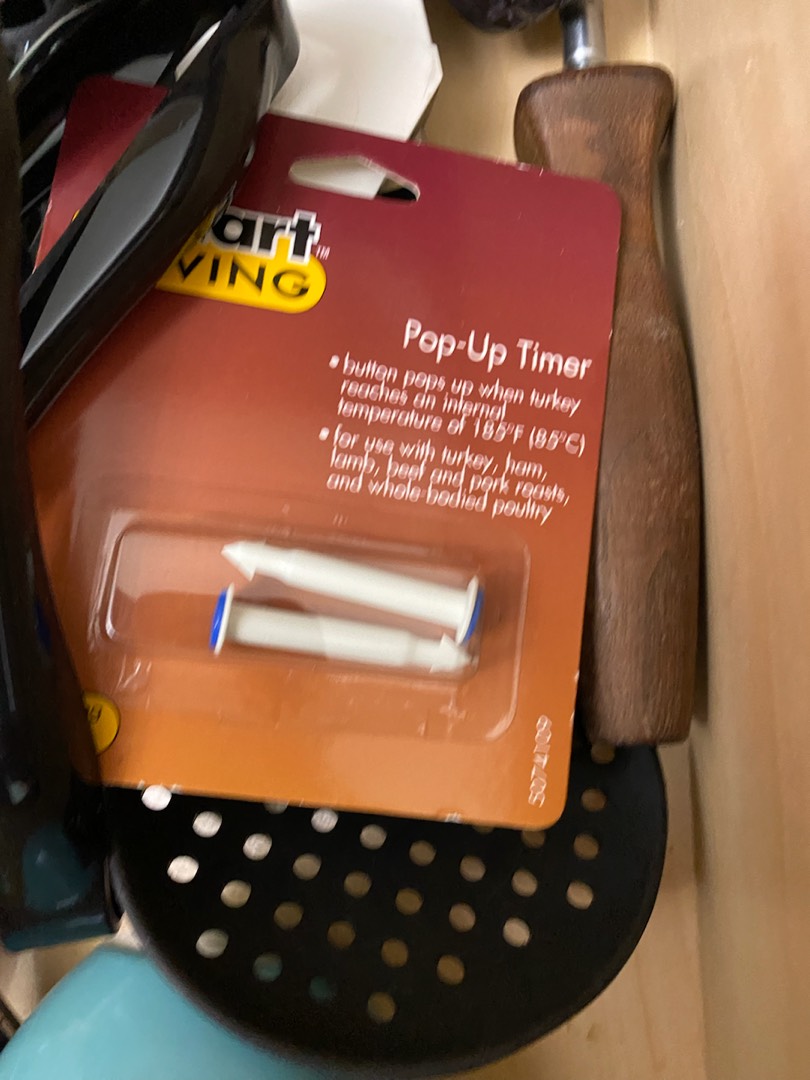 art™
VING
Pop-Up Timer
• button pops up when turkey
reaches an internal
temperature of 185°F (85°C)
• for use with turkey, ham,
lamb, beef and pork roasts,
and whole bodied poultry